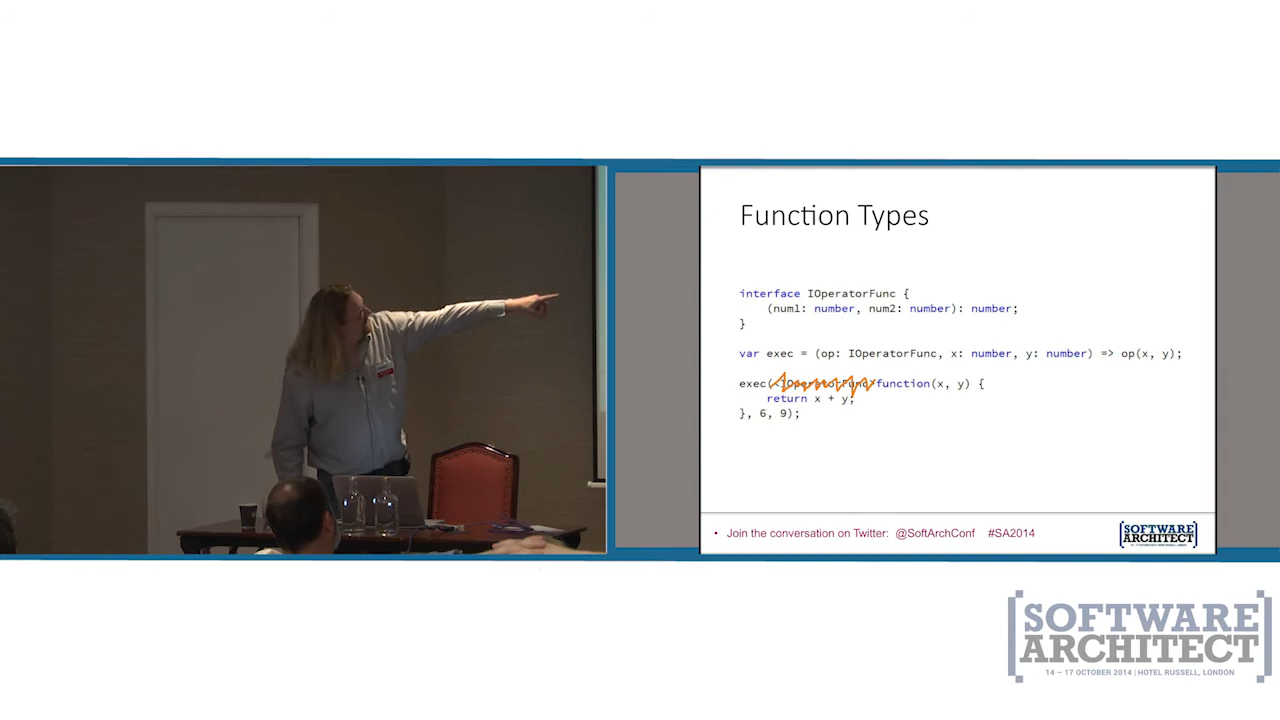 Function Types
interface IOperatorFunc {
(num1: number, num2: number): number;
}
var exec = (op: IOperatorFunc, x: number, y: number) => op(x, y);
exec(<IOperatorFunc>function(x, y) {
return x + y;
}, 6, 9);
• Join the conversation on Twitter: @SoftArchConf #SA2014
[SOFTWARE
ARCHITECT]
[SOFTWARE
ARCHITECT]
14 – 17 OCTOBER 2014 | HOTEL RUSSELL, LONDON